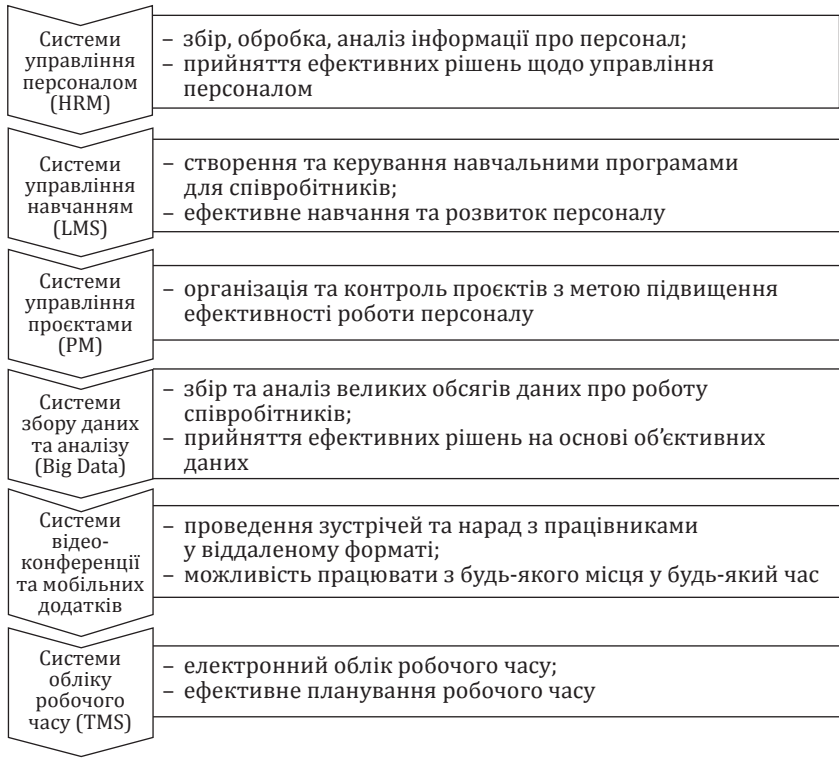 Системи
управління
персоналом
(HRM)
– збір, обробка, аналіз інформації про персонал;
– прийняття ефективних рішень щодо управління
персоналом
Системи
управління
навчанням
(LMS)
– створення та керування навчальними програмами
для співробітників;
– ефективне навчання та розвиток персоналу
Системи
управління
проєктами
(PM)
– організація та контроль проєктів з метою підвищення
ефективності роботи персоналу
Системи
збору даних
та аналізу
(Big Data)
– збір та аналіз великих обсягів даних про роботу
співробітників;
– прийняття ефективних рішень на основі об’єктивних
даних
Системи
відео-
конференції
та мобільних
додатків
– проведення зустрічей та нарад з працівниками
у віддаленому форматі;
– можливість працювати з будь-якого місця у будь-який час
Системи
обліку
робочого
часу (TMS)
– електронний облік робочого часу;
– ефективне планування робочого часу